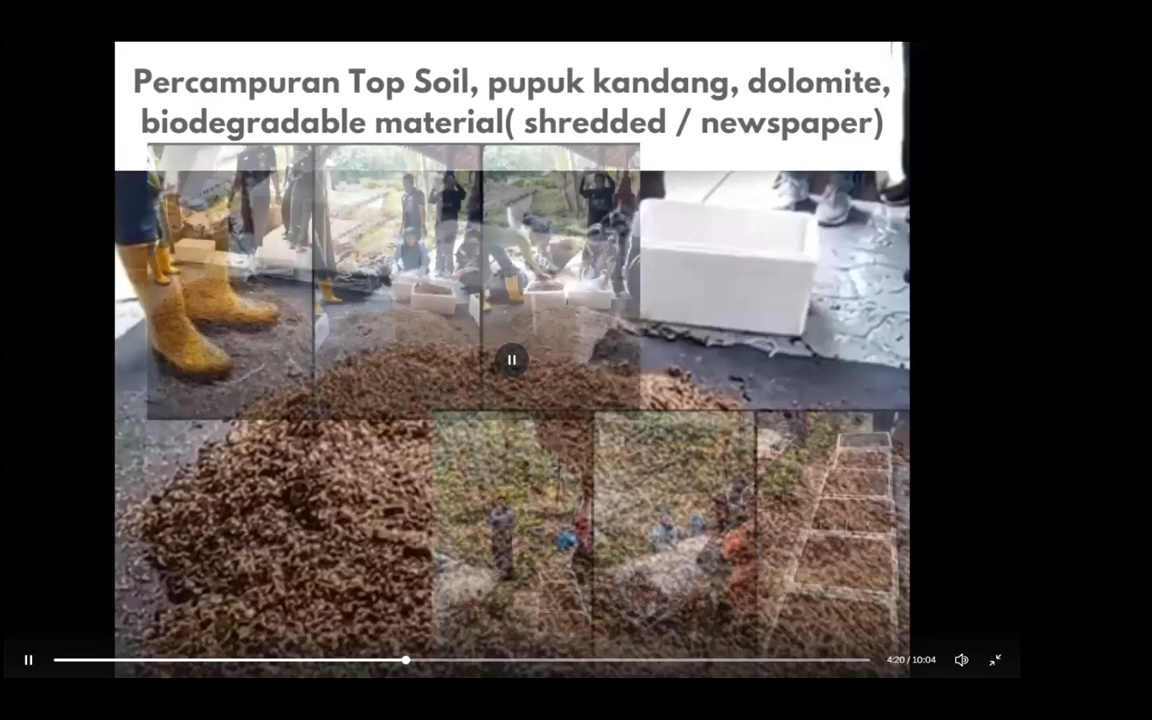 Percampuran Top Soil, pupuk kandang, dolomite,
biodegradable material( shredded / newspaper)
4:20 / 10:04